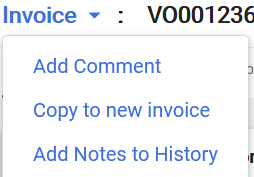 Invoice : VO001236
Add Comment
Copy to new invoice
Add Notes to History